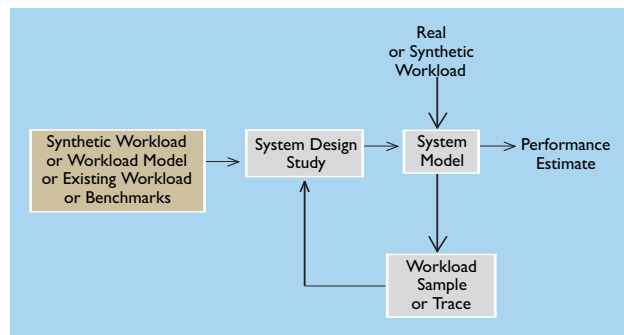 Real
or Synthetic
Workload
Synthetic Workload
or Workload Model
or Existing Workload
or Benchmarks
System Design
Study
System
Model
Performance
Estimate
Workload
Sample
or Trace